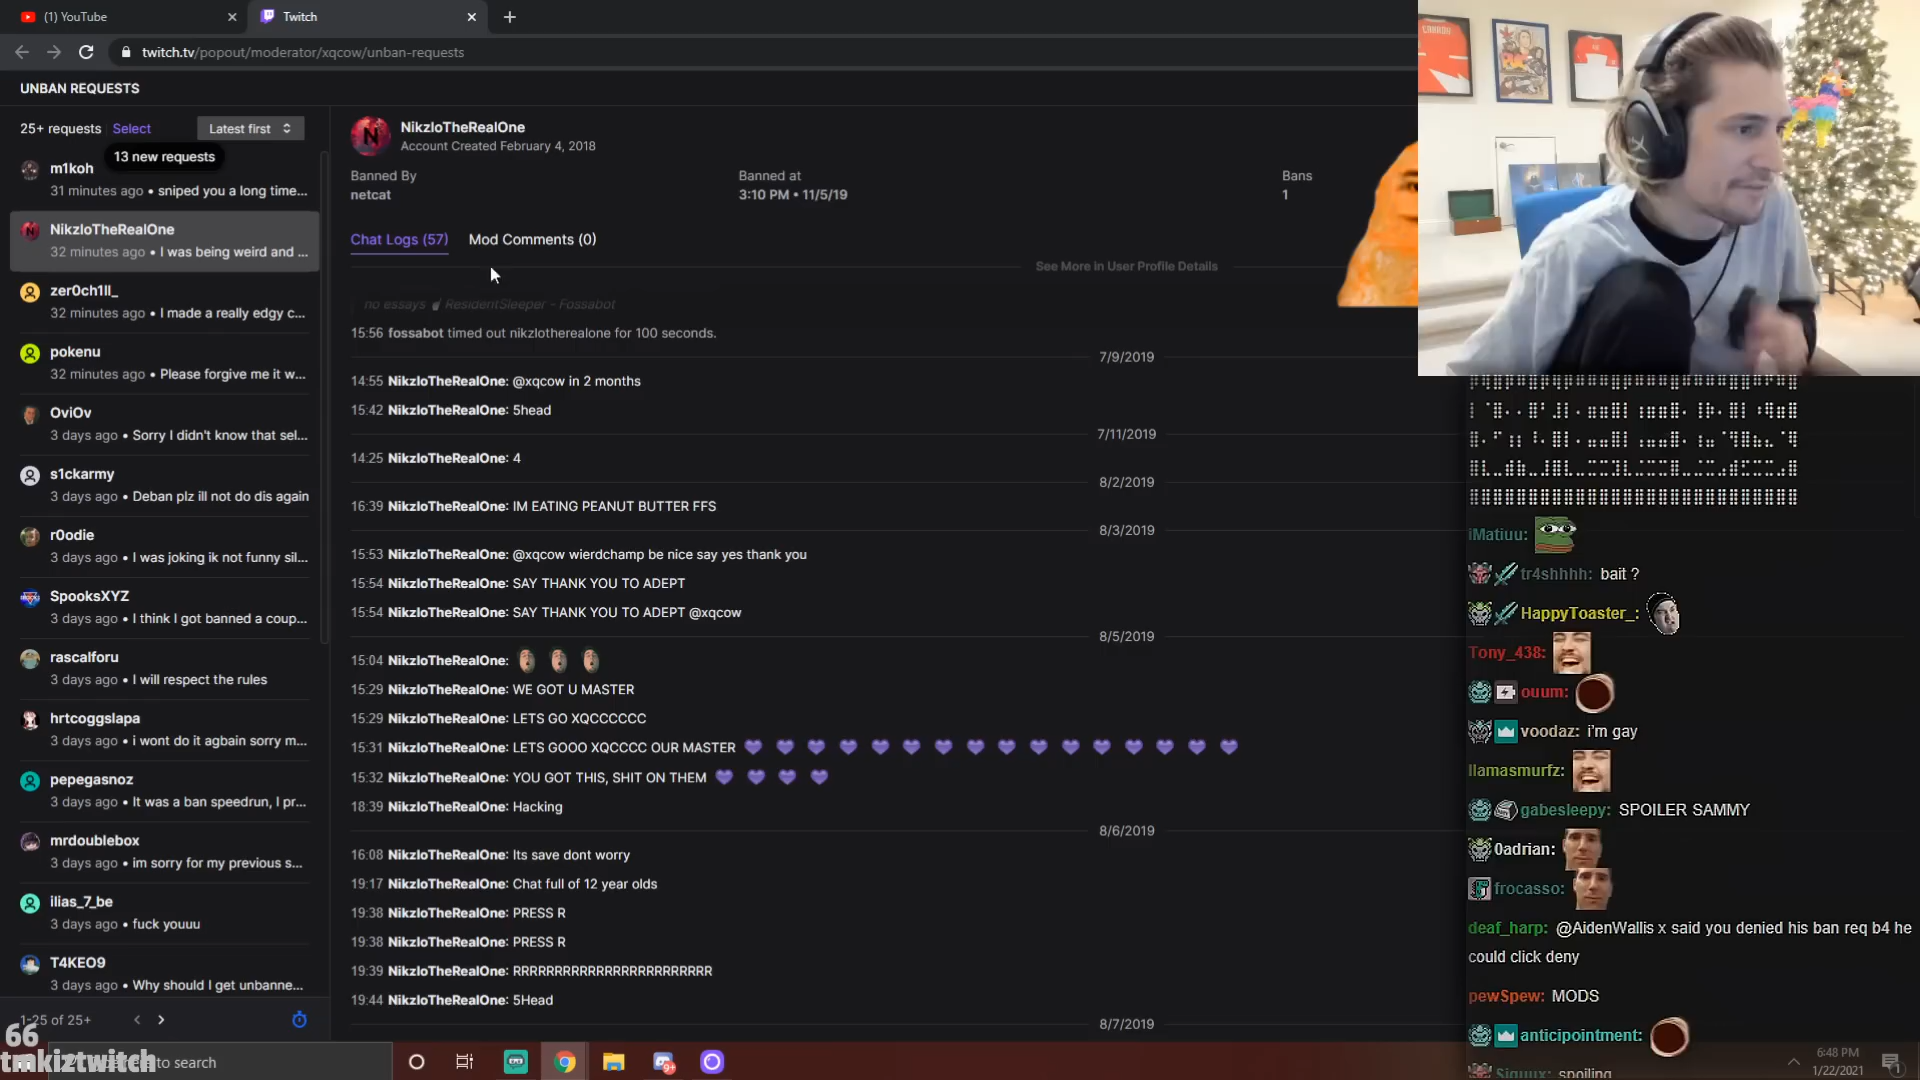 (1) YouTube
Twitch
twitch.tv/popout/moderator/xqcow/unban-requests
UNBAN REQUESTS
25+ requests Select
Latest first
13 new requests
m1koh
31 minutes ago • sniped you a long time...
NikzloTheRealOne
32 minutes ago • I was being weird and ...
zer0ch1ll_
32 minutes ago • I made a really edgy c...
pokenu
32 minutes ago • Please forgive me it w...
OviOv
3 days ago • Sorry I didn't know that sel...
s1ckarmy
3 days ago • Deban plz ill not do dis again
r0odie
3 days ago • I was joking ik not funny sil...
SpooksXYZ
3 days ago • I think I got banned a coup...
rascalforu
3 days ago • I will respect the rules
hrtcoggslapa
3 days ago • i wont do it agbain sorry m...
pepegasnoz
3 days ago • It was a ban speedrun, I pr...
mrdoublebox
3 days ago • im sorry for my previous s...
ilias_7_be
3 days ago • fuck youuu
T4KEO9
3 days ago • Why should I get unbanne...
1-25 of 25+
NikzloTheRealOne
Account Created February 4, 2018
Banned By
netcat
Banned at
3:10 PM • 11/5/19
Bans
1
Chat Logs (57)
Mod Comments (0)
See More in User Profile Details
no essays ResidentSleeper - Fossabot
15:56 fossabot timed out nikzlotherealone for 100 seconds.
7/9/2019
14:55 NikzloTheRealOne: @xqcow in 2 months
15:42 NikzloTheRealOne: 5head
7/11/2019
14:25 NikzloTheRealOne: 4
8/2/2019
16:39 NikzloTheRealOne: IM EATING PEANUT BUTTER FFS
8/3/2019
15:53 NikzloTheRealOne: @xqcow wierdchamp be nice say yes thank you
15:54 NikzloTheRealOne: SAY THANK YOU TO ADEPT
15:54 NikzloTheRealOne: SAY THANK YOU TO ADEPT @xqcow
8/5/2019
15:04 NikzloTheRealOne:
15:29 NikzloTheRealOne: WE GOT U MASTER
15:29 NikzloTheRealOne: LETS GO XQCCCCCC
15:31 NikzloTheRealOne: LETS GOOO XQCCCC OUR MASTER
15:32 NikzloTheRealOne: YOU GOT THIS, SHIT ON THEM
18:39 NikzloTheRealOne: Hacking
8/6/2019
16:08 NikzloTheRealOne: Its save dont worry
19:17 NikzloTheRealOne: Chat full of 12 year olds
19:38 NikzloTheRealOne: PRESS R
19:38 NikzloTheRealOne: PRESS R
19:39 NikzloTheRealOne: RRRRRRRRRRRRRRRRRRRRRRRR
19:44 NikzloTheRealOne: 5Head
8/7/2019
iMatiuu:
tr4shhhh: bait ?
HappyToaster_:
Tony_438:
ouum:
voodaz: i'm gay
llamasmurfz:
gabesleepy: SPOILER SAMMY
0adrian:
frocasso:
deaf_harp: @AidenWallis x said you denied his ban req b4 he
could click deny
pewSpew: MODS
anticipointment:
spoiling
66
tmkiztwitch
to search
9+
6:48 PM
1/22/2021
1